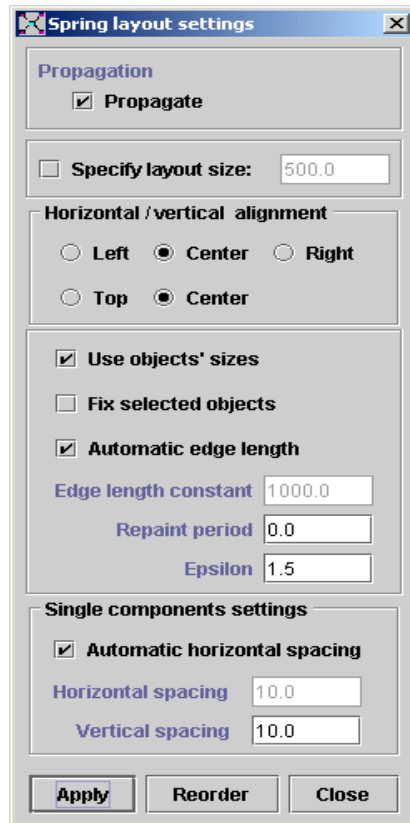 Spring layout settings
Propagation
Propagate
Specify layout size: 500.0
Horizontal / vertical alignment
Left Center Right
Top Center
Use objects' sizes
Fix selected objects
Automatic edge length
Edge length constant 1000.0
Repaint period 0.0
Epsilon 1.5
Single components settings
Automatic horizontal spacing
Horizontal spacing 10.0
Vertical spacing 10.0
Apply Reorder Close